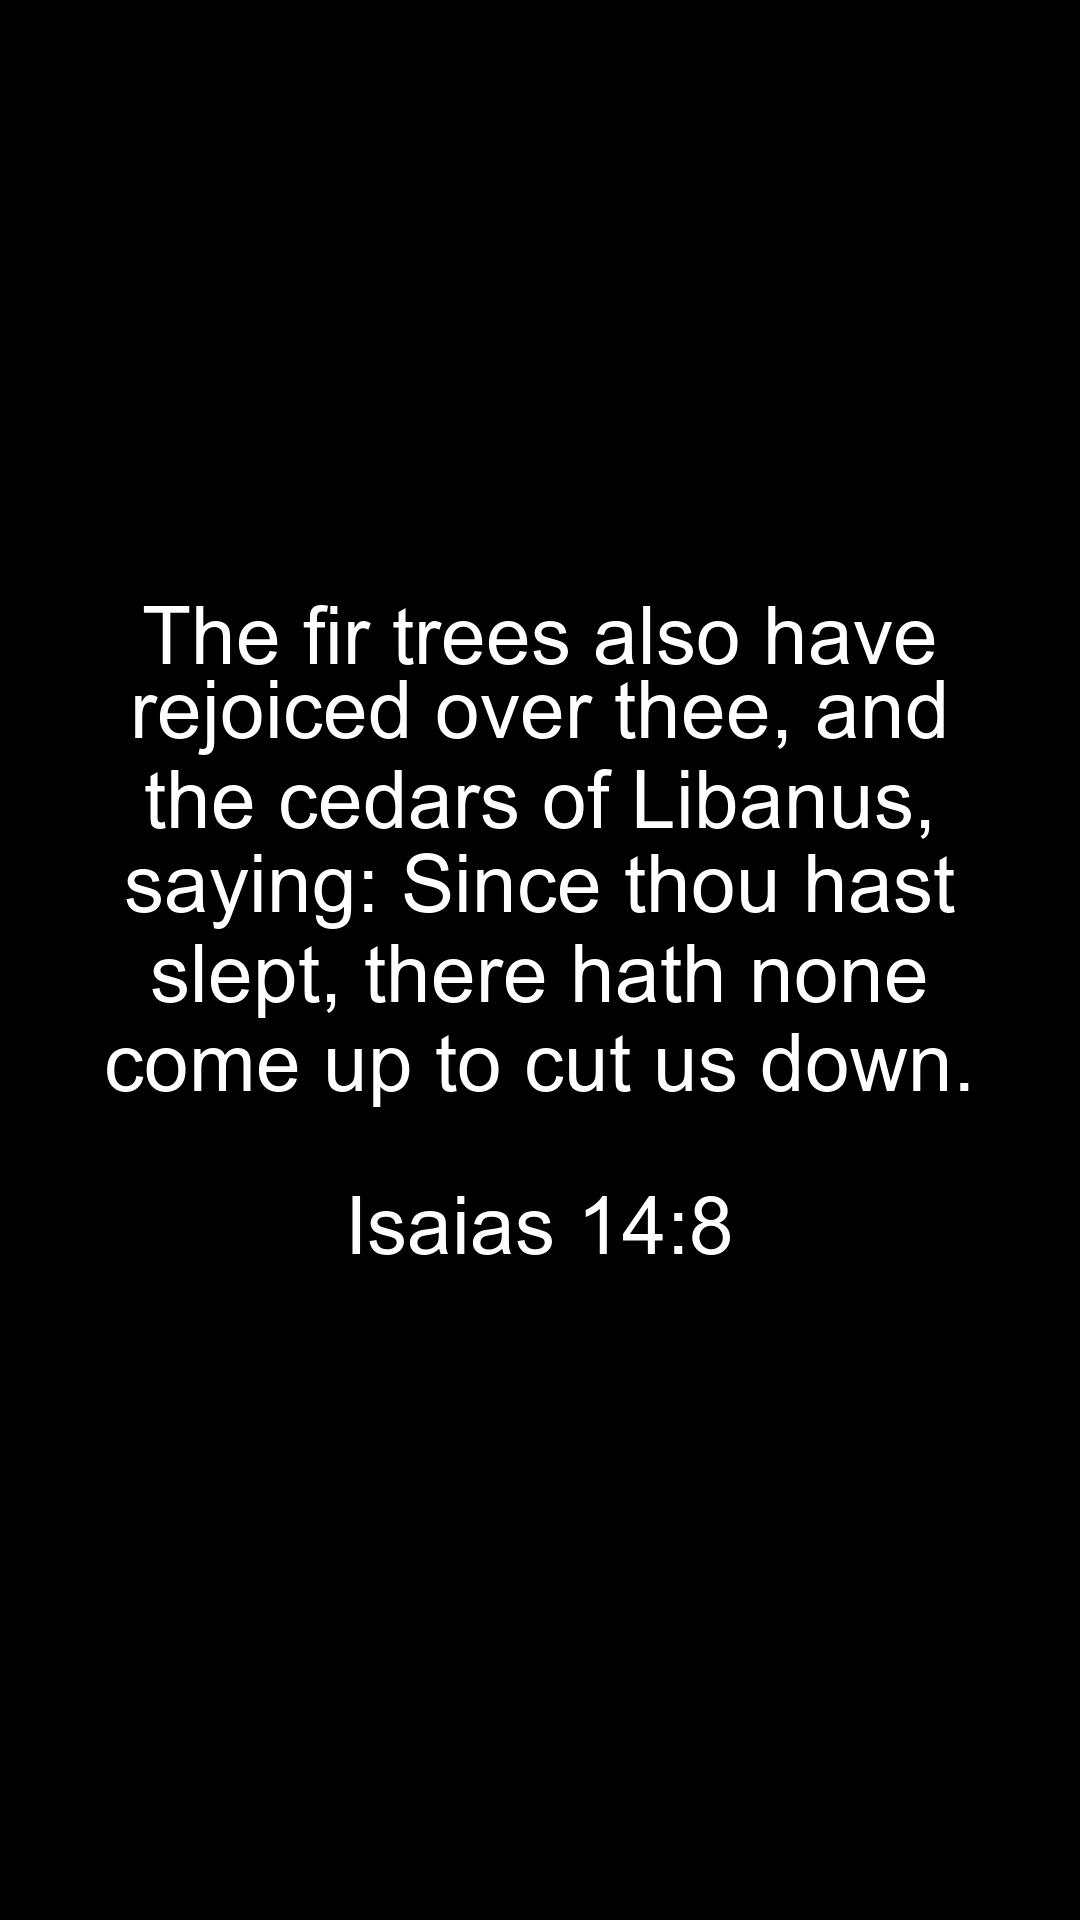 The fir trees also have
rejoiced over thee, and
the cedars of Libanus,
saying: Since thou hast
slept, there hath none
come up to cut us down.
Isaias 14:8